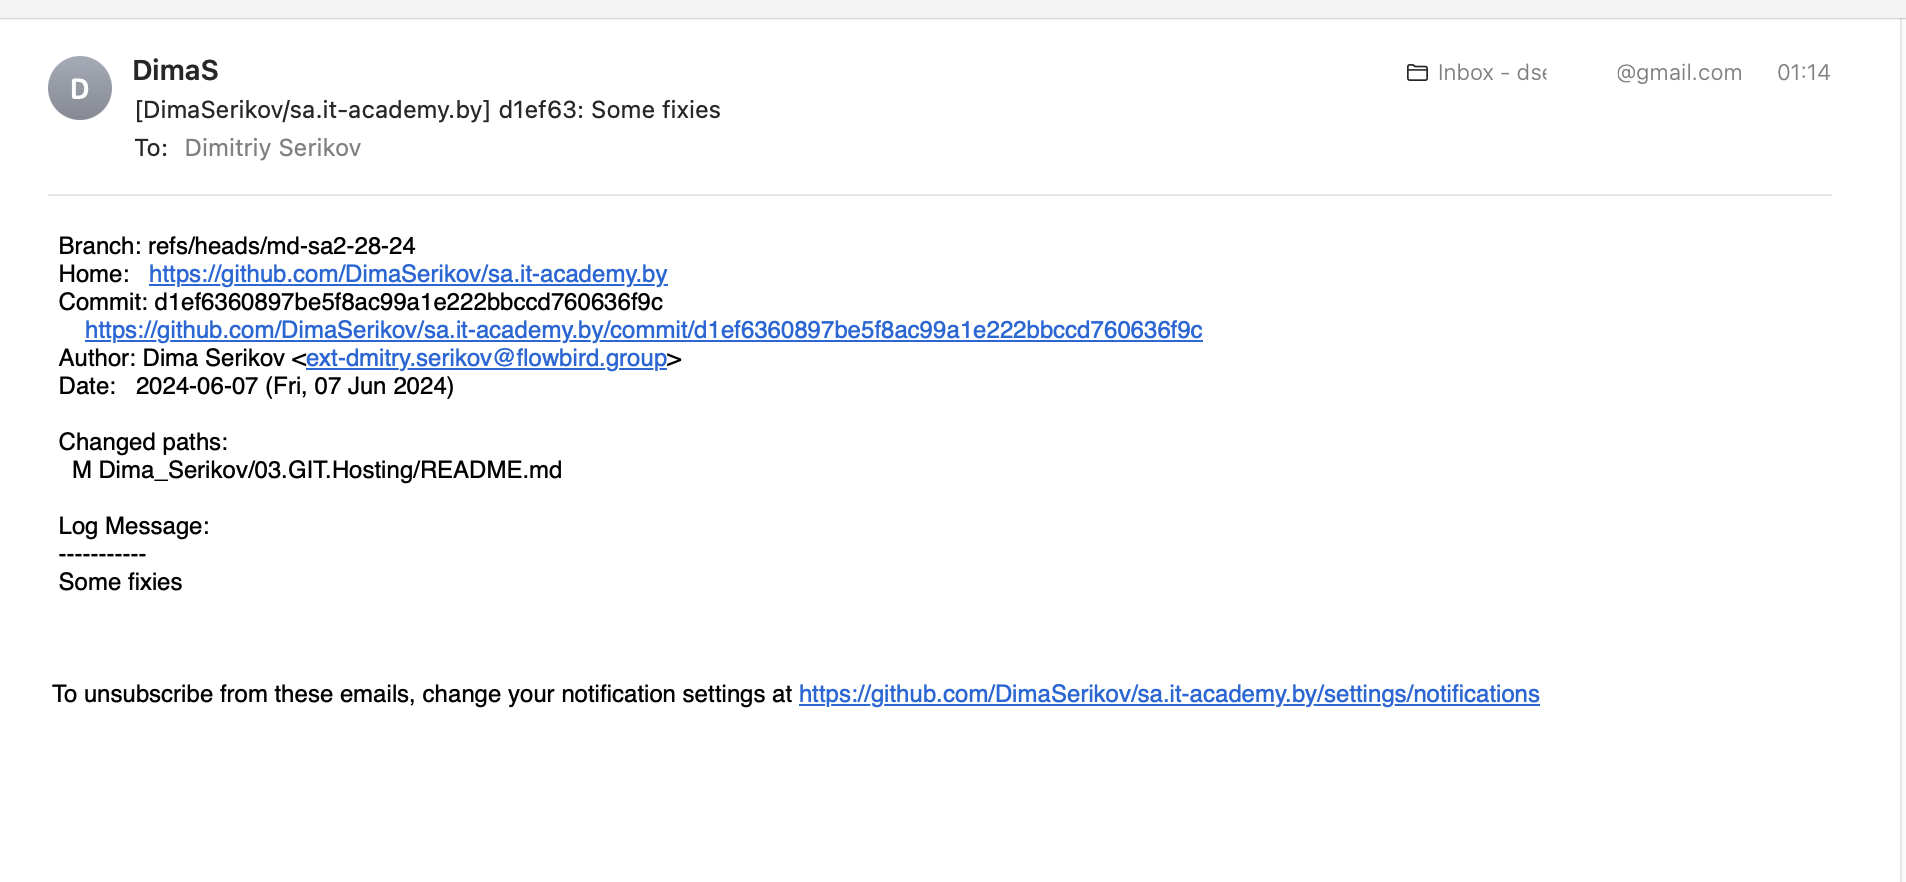 D
DimaS
Inbox - dse @gmail.com 01:14
[DimaSerikov/sa.it-academy.by] d1ef63: Some fixies
To: Dimitriy Serikov
Branch: refs/heads/md-sa2-28-24
Home: https://github.com/DimaSerikov/sa.it-academy.by
Commit: d1ef6360897be5f8ac99a1e222bbccd760636f9c
https://github.com/DimaSerikov/sa.it-academy.by/commit/d1ef6360897be5f8ac99a1e222bbccd760636f9c
Author: Dima Serikov <ext-dmitry.serikov@flowbird.group>
Date: 2024-06-07 (Fri, 07 Jun 2024)
Changed paths:
M Dima_Serikov/03.GIT.Hosting/README.md
Log Message:
-----------
Some fixies
To unsubscribe from these emails, change your notification settings at https://github.com/DimaSerikov/sa.it-academy.by/settings/notifications